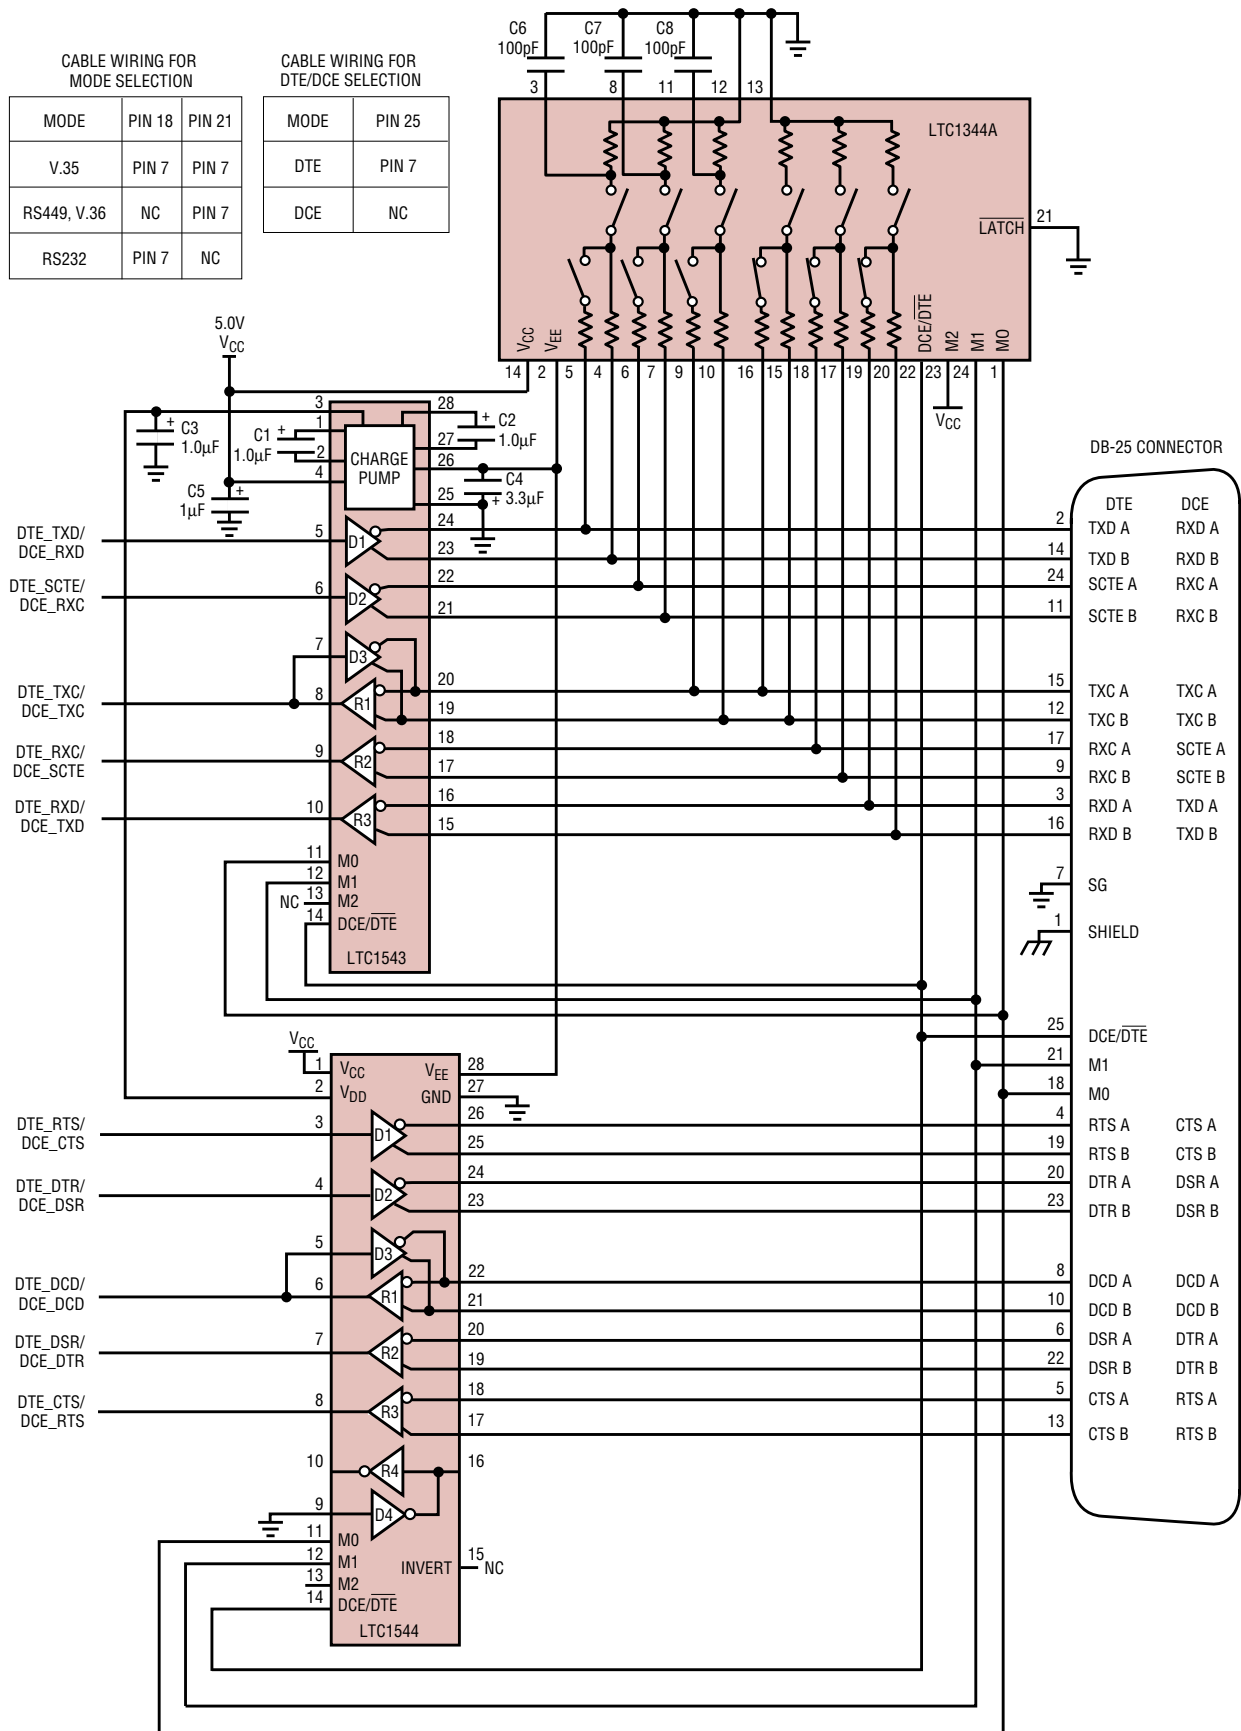 CABLE WIRING FOR
MODE SELECTION
MODE PIN 18 PIN 21
V.35 PIN 7 PIN 7
RS449, V.36 NC PIN 7
RS232 PIN 7 NC
CABLE WIRING FOR
DTE/DCE SELECTION
MODE PIN 25
DTE PIN 7
DCE NC
C6
100pF
C7
100pF
C8
100pF
3 8 11 12 13
LTC1344A
LATCH
21
VCC
VEE
DCE/DTE
M2
M1
M0
14 2 5 4 6 7 9 10 16 15 18 17 19 20 22 23 24 1
VCC
5.0V
VCC
C3
1.0µF
C1
1.0µF
C5
1µF
C2
1.0µF
C4
3.3µF
CHARGE
PUMP
3
1
2
4
28
27
26
25
DTE_TXD/
DCE_RXD
5 D1 24
23
DTE_SCTE/
DCE_RXC
6 D2 22
21
7 D3
DTE_TXC/
DCE_TXC
8 R1 20
19
DTE_RXC/
DCE_SCTE
9 R2 18
17
DTE_RXD/
DCE_TXD
10 R3 16
15
11 M0
12 M1
NC 13 M2
14 DCE/DTE
LTC1543
DB-25 CONNECTOR
DTE DCE
2 TXD A RXD A
14 TXD B RXD B
24 SCTE A RXC A
11 SCTE B RXC B
15 TXC A TXC A
12 TXC B TXC B
17 RXC A SCTE A
9 RXC B SCTE B
3 RXD A TXD A
16 RXD B TXD B
7 SG
1 SHIELD
25 DCE/DTE
21 M1
18 M0
4 RTS A CTS A
19 RTS B CTS B
20 DTR A DSR A
23 DTR B DSR B
8 DCD A DCD A
10 DCD B DCD B
6 DSR A DTR A
22 DSR B DTR B
5 CTS A RTS A
13 CTS B RTS B
VCC
1 VCC VEE 28
2 VDD GND 27
DTE_RTS/
DCE_CTS
3 D1 26
25
DTE_DTR/
DCE_DSR
4 D2 24
23
5 D3
DTE_DCD/
DCE_DCD
6 R1 22
21
DTE_DSR/
DCE_DTR
7 R2 20
19
DTE_CTS/
DCE_RTS
8 R3 18
17
10 R4 16
9 D4
11 M0
12 M1
13 M2
14 DCE/DTE
INVERT 15 NC
LTC1544